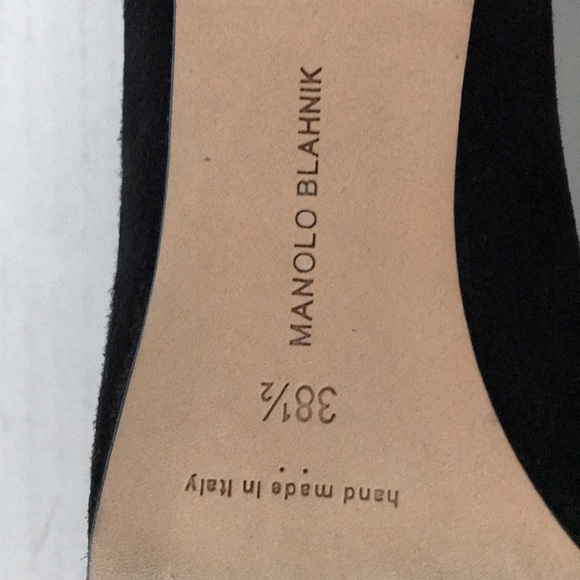 MANOLO BLAHNIK
38½
hand made in Italy